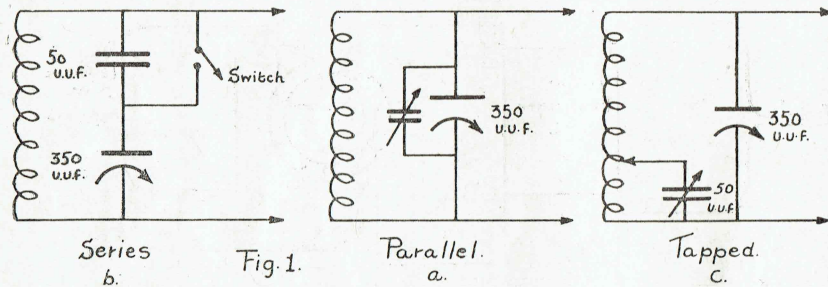 50
U.U.F.
Switch
350
U.U.F.
Series
b.
Fig. 1.
350
U.U.F.
Parallel.
a.
350
U.U.F.
50
U.U.F.
Tapped.
c.